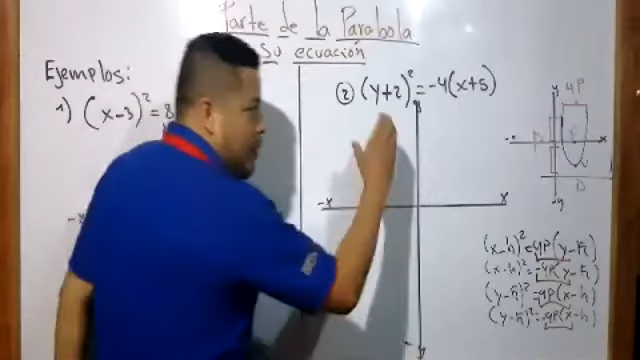 Parte de la Parabola
su ecuación
Ejemplos:
1) (x-3)² = 8
② (y+2)² = -4(x+5)
y
-x
x
-x
y
4P
-x
x
P
V
D
-y
(x-h)² = 4P(y-k)
(x-h)² = -4P(y-k)
(y-k)² = 4P(x-h)
(y-k)² = -4P(x-h)